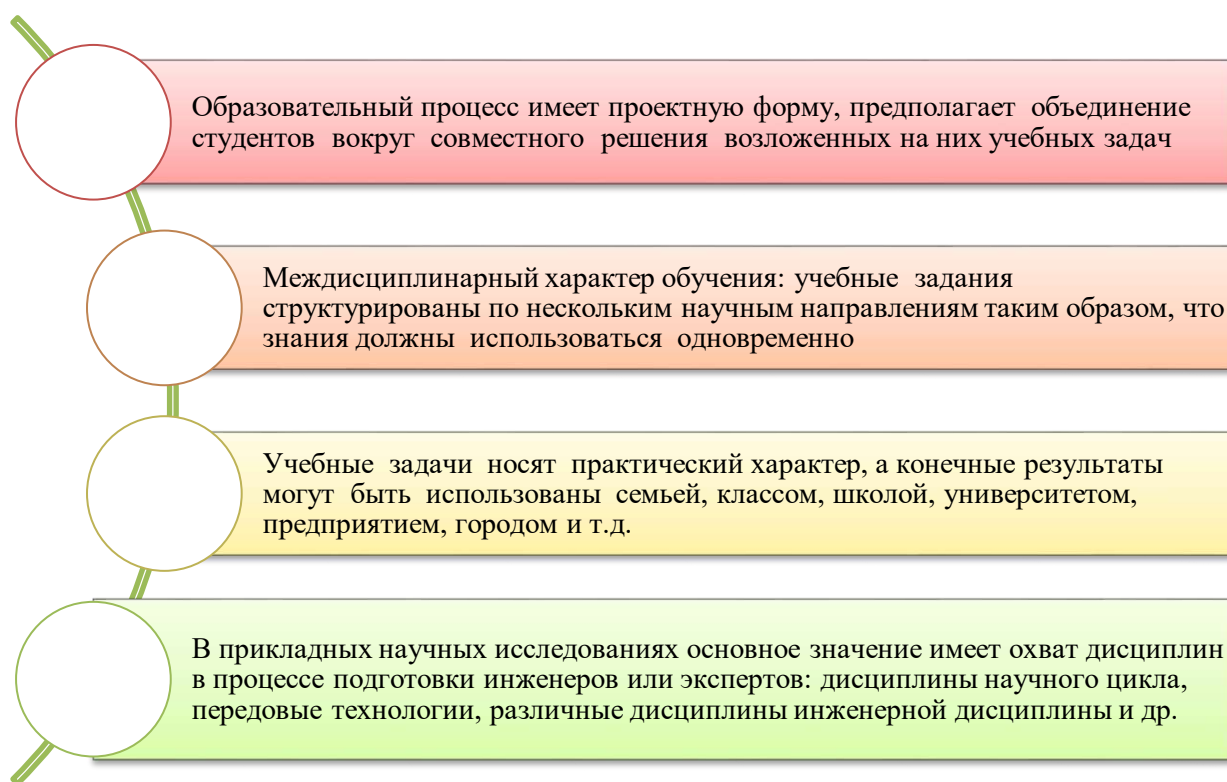 Образовательный процесс имеет проектную форму, предполагает объединение
студентов вокруг совместного решения возложенных на них учебных задач
Междисциплинарный характер обучения: учебные задания
структурированы по нескольким научным направлениям таким образом, что
знания должны использоваться одновременно
Учебные задачи носят практический характер, а конечные результаты
могут быть использованы семьей, классом, школой, университетом,
предприятием, городом и т.д.
В прикладных научных исследованиях основное значение имеет охват дисциплин
в процессе подготовки инженеров или экспертов: дисциплины научного цикла,
передовые технологии, различные дисциплины инженерной дисциплины и др.